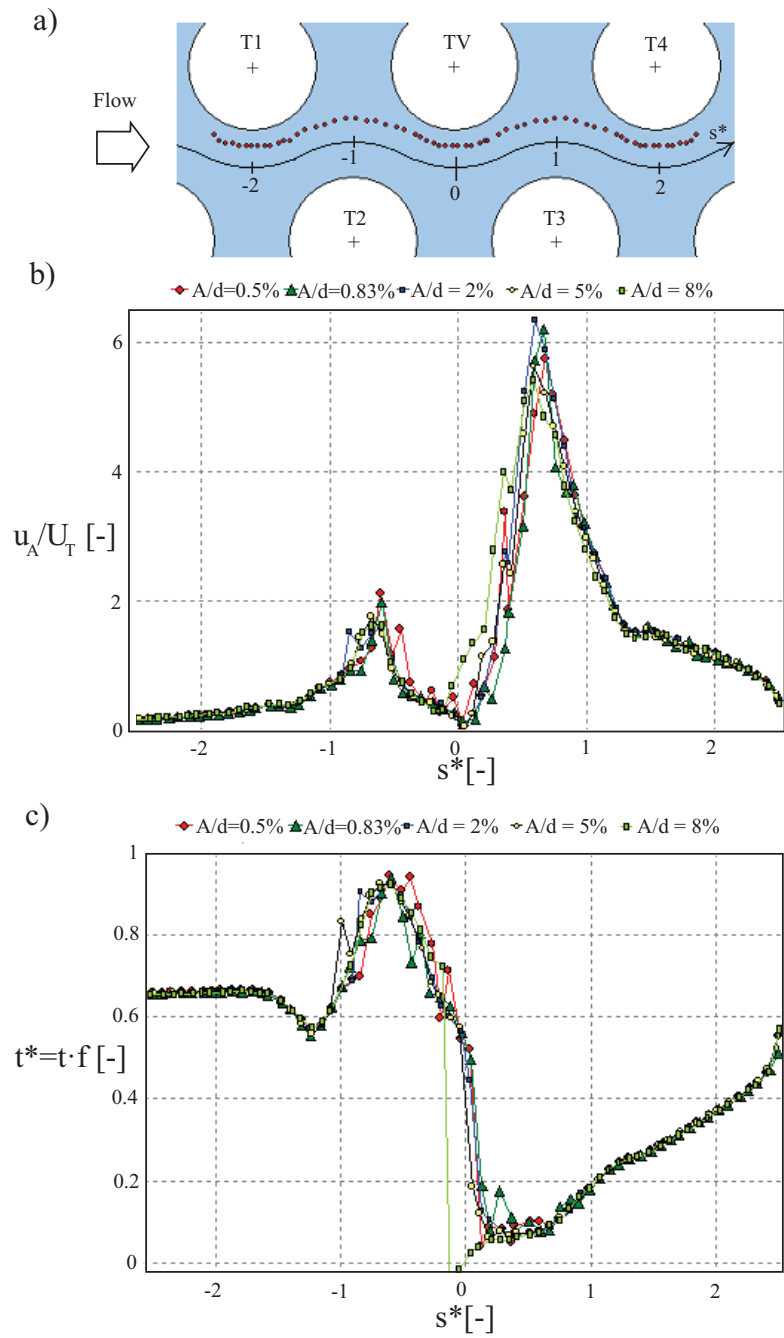 a)
T1 TV T4
+ + +
Flow
s*
-2 -1 0 1 2
T2 T3
+ +
b)
A/d=0.5% A/d=0.83% A/d = 2% A/d = 5% A/d = 8%
6
4
2
0
u_A/U_T [-]
-2 -1 0 1 2
s*[-]
c)
A/d=0.5% A/d=0.83% A/d = 2% A/d = 5% A/d = 8%
1
0.8
0.6
0.4
0.2
0
t*=t·f [-]
-2 -1 0 1 2
s*[-]